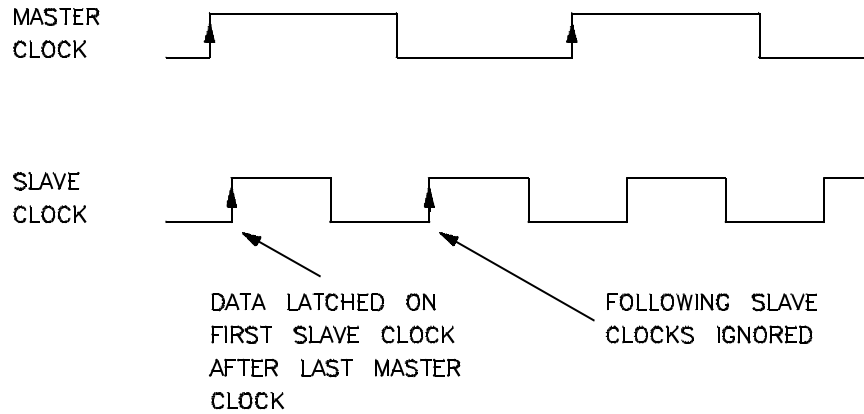 MASTER
CLOCK
SLAVE
CLOCK
DATA LATCHED ON
FIRST SLAVE CLOCK
AFTER LAST MASTER
CLOCK
FOLLOWING SLAVE
CLOCKS IGNORED